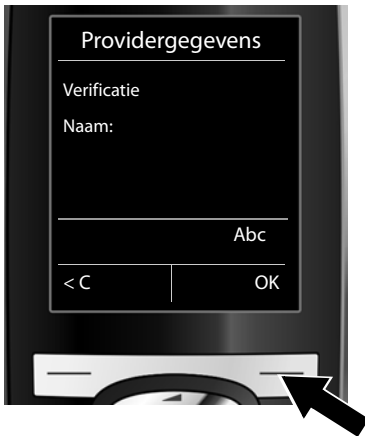 Providergegevens
Verificatie
Naam:
Abc
< C OK